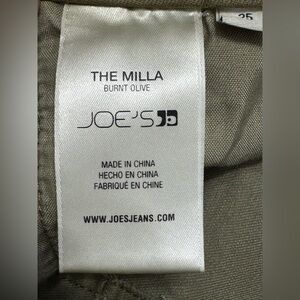 25
THE MILLA
BURNT OLIVE
JOE'S
MADE IN CHINA
HECHO EN CHINA
FABRIQUÉ EN CHINE
WWW.JOESJEANS.COM